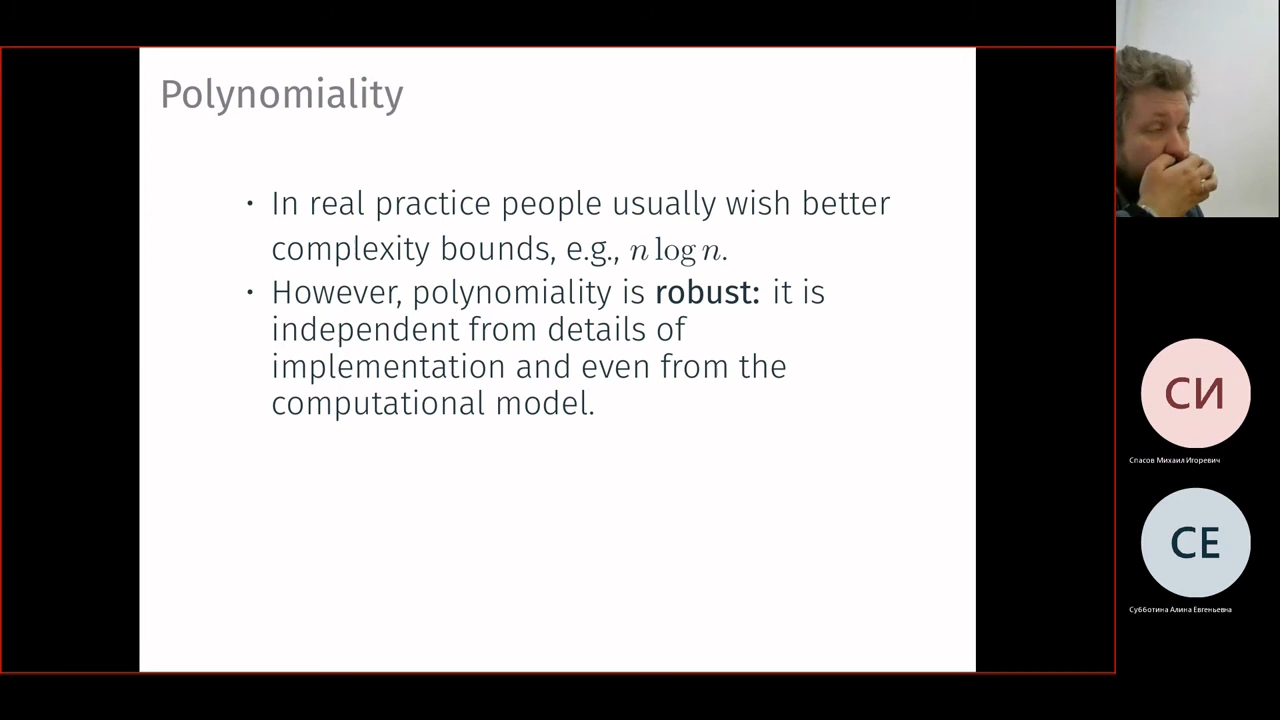 Polynomiality
• In real practice people usually wish better
complexity bounds, e.g., n log n.
• However, polynomiality is robust: it is
independent from details of
implementation and even from the
computational model.
СИ
Спасов Михаил Игоревич
СЕ
Субботина Алина Евгеньевна